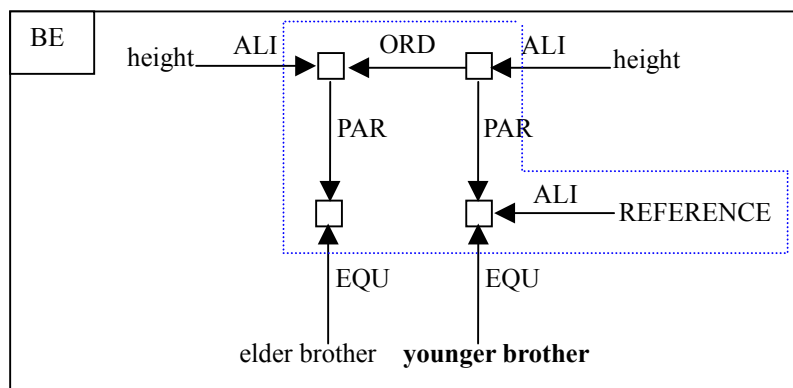 BE
ALI ORD ALI
height height
PAR PAR
ALI
REFERENCE
EQU EQU
elder brother younger brother